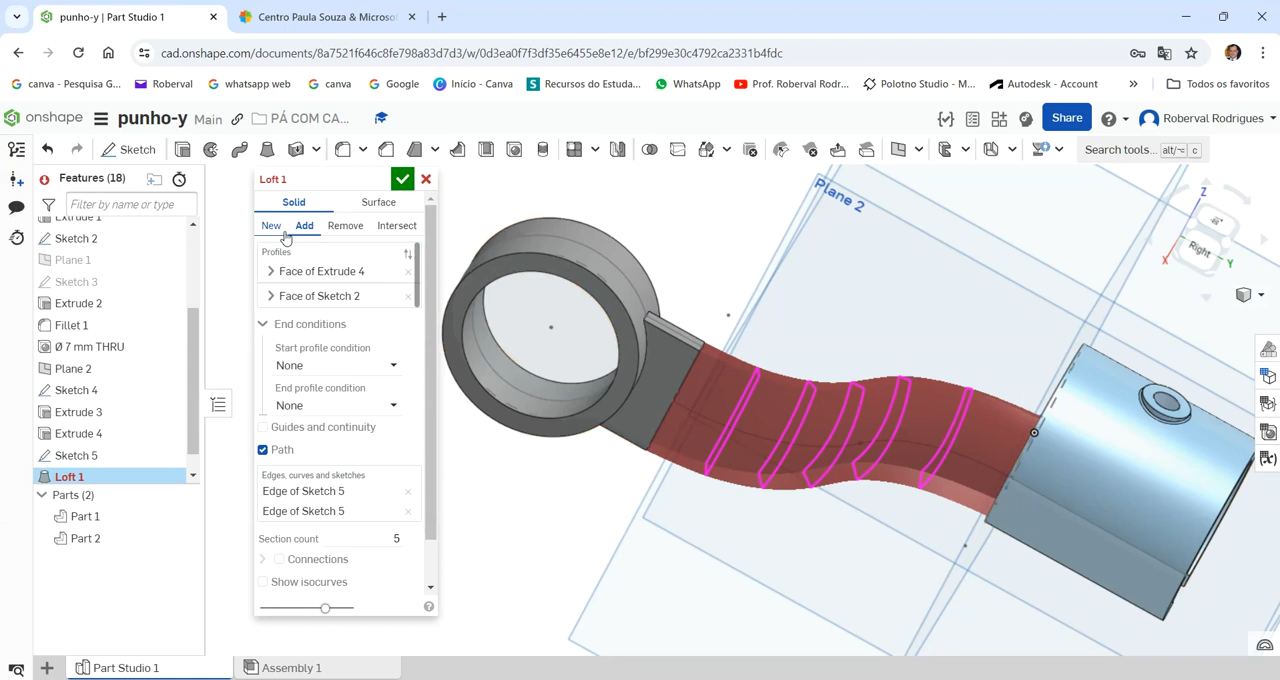 punho-y | Part Studio 1
Centro Paula Souza & Microsof
cad.onshape.com/documents/8a7521f646c8fe798a83d7d3/w/0d3ea0f7f3df35e6455e8e12/e/bf299e30c4792ca2331b4fdc
canva - Pesquisa G...
Roberval
whatsapp web
canva
Google
Início - Canva
Recursos do Estuda...
WhatsApp
Prof. Roberval Rodr...
Polotno Studio - M...
Autodesk - Account
Todos os favoritos
onshape
punho-y
Main
PÁ COM CA...
Share
Roberval Rodrigues
Sketch
Search tools...
alt/⌥
c
Features (18)
Filter by name or type
Extrude 1
Sketch 2
Plane 1
Sketch 3
Extrude 2
Fillet 1
Ø 7 mm THRU
Plane 2
Sketch 4
Extrude 3
Extrude 4
Sketch 5
Loft 1
Parts (2)
Part 1
Part 2
Loft 1
Solid
Surface
New
Add
Remove
Intersect
Profiles
Face of Extrude 4
Face of Sketch 2
End conditions
Start profile condition
None
End profile condition
None
Guides and continuity
Path
Edges, curves and sketches
Edge of Sketch 5
Edge of Sketch 5
Section count
5
Connections
Show isocurves
Plane 2
Z
Right
X
Y
Part Studio 1
Assembly 1